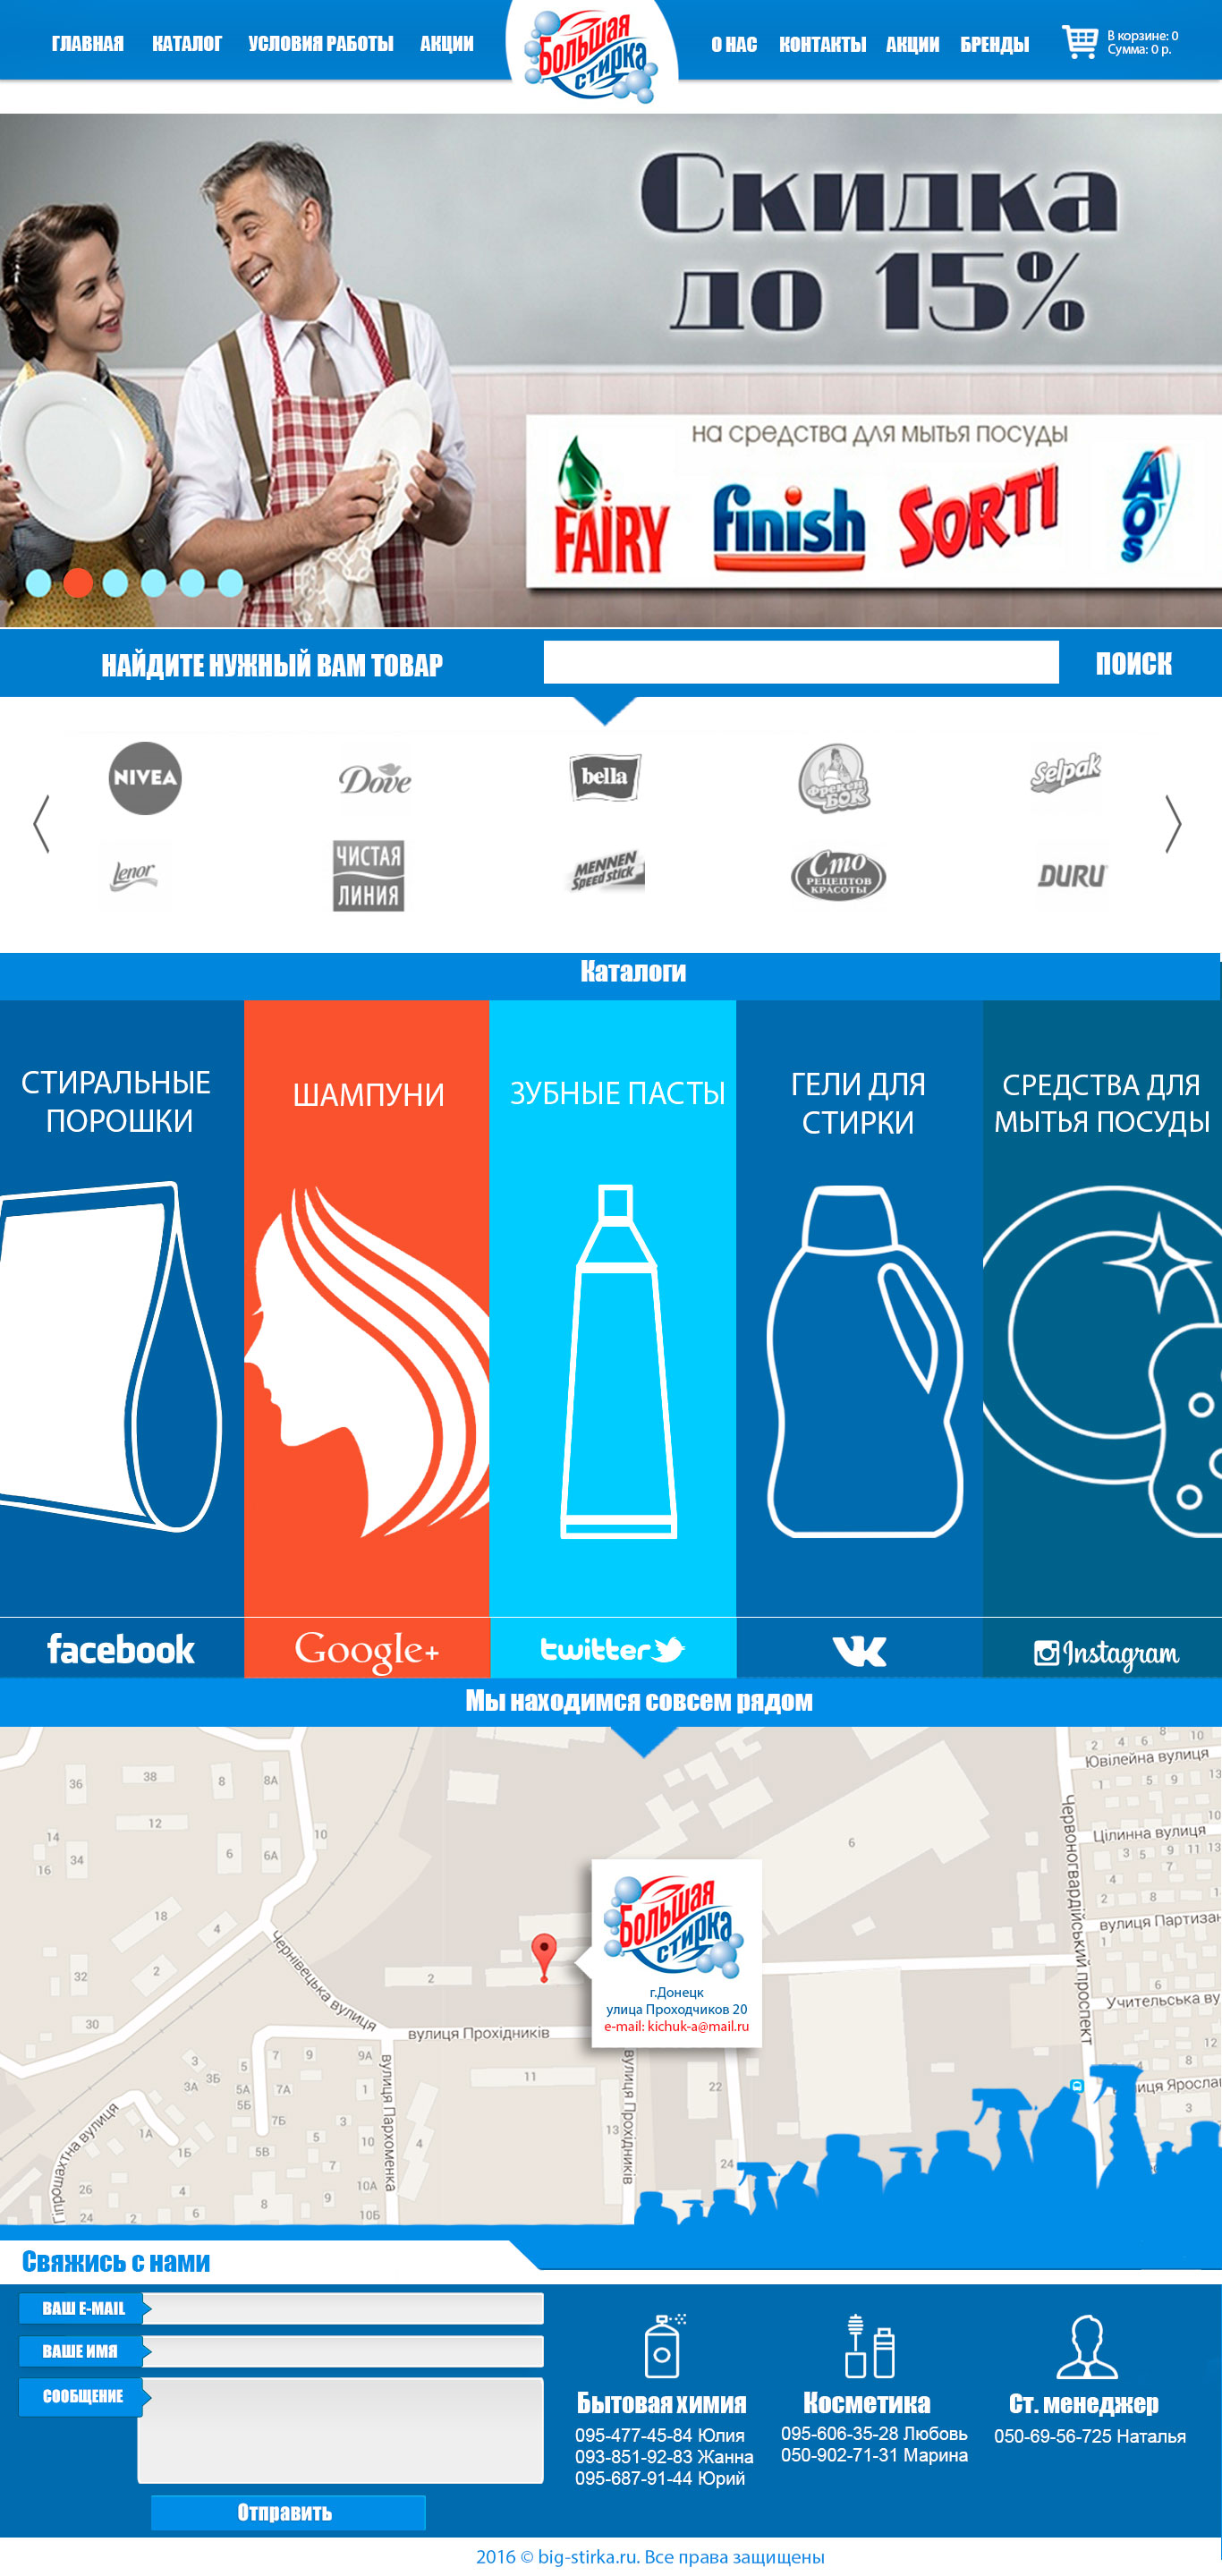 ГЛАВНАЯ КАТАЛОГ УСЛОВИЯ РАБОТЫ АКЦИИ
Большая
стирка
О НАС КОНТАКТЫ АКЦИИ БРЕНДЫ
В корзине: 0
Сумма: 0 р.
Скидка
до 15%
на средства для мытья посуды
FAIRY finish SORTI AOS
НАЙДИТЕ НУЖНЫЙ ВАМ ТОВАР ПОИСК
NIVEA Dove bella Фрекен БОК Selpak
Lenor ЧИСТАЯ ЛИНИЯ MENNEN Speed stick Сто РЕЦЕПТОВ КРАСОТЫ DURU
Каталоги
СТИРАЛЬНЫЕ
ПОРОШКИ
ШАМПУНИ
ЗУБНЫЕ ПАСТЫ
ГЕЛИ ДЛЯ
СТИРКИ
СРЕДСТВА ДЛЯ
МЫТЬЯ ПОСУДЫ
facebook Google+ twitter Instagram
Мы находимся совсем рядом
Ювілейна вулиця
Цілинна вулиця
Червоногвардійський проспект
вулиця Партизан
Учительська ву
Чернівецька вулиця
вулиця Прохідників
вулиця Пархоменка
вулиця Прохідників
Гіпрошахтна вулиця
Большая
стирка
г.Донецк
улица Проходчиков 20
e-mail: kichuk-a@mail.ru
Свяжись с нами
ВАШ E-MAIL
ВАШЕ ИМЯ
СООБЩЕНИЕ
Отправить
Бытовая химия
095-477-45-84 Юлия
093-851-92-83 Жанна
095-687-91-44 Юрий
Косметика
095-606-35-28 Любовь
050-902-71-31 Марина
Ст. менеджер
050-69-56-725 Наталья
2016 © big-stirka.ru. Все права защищены